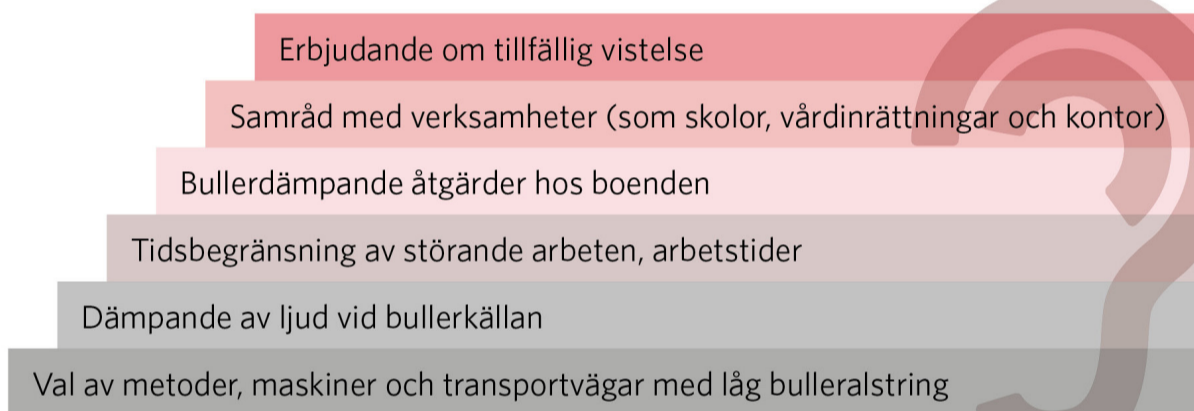 Erbjudande om tillfällig vistelse
Samråd med verksamheter (som skolor, vårdinrättningar och kontor)
Bullerdämpande åtgärder hos boenden
Tidsbegränsning av störande arbeten, arbetstider
Dämpande av ljud vid bullerkällan
Val av metoder, maskiner och transportvägar med låg bulleralstring